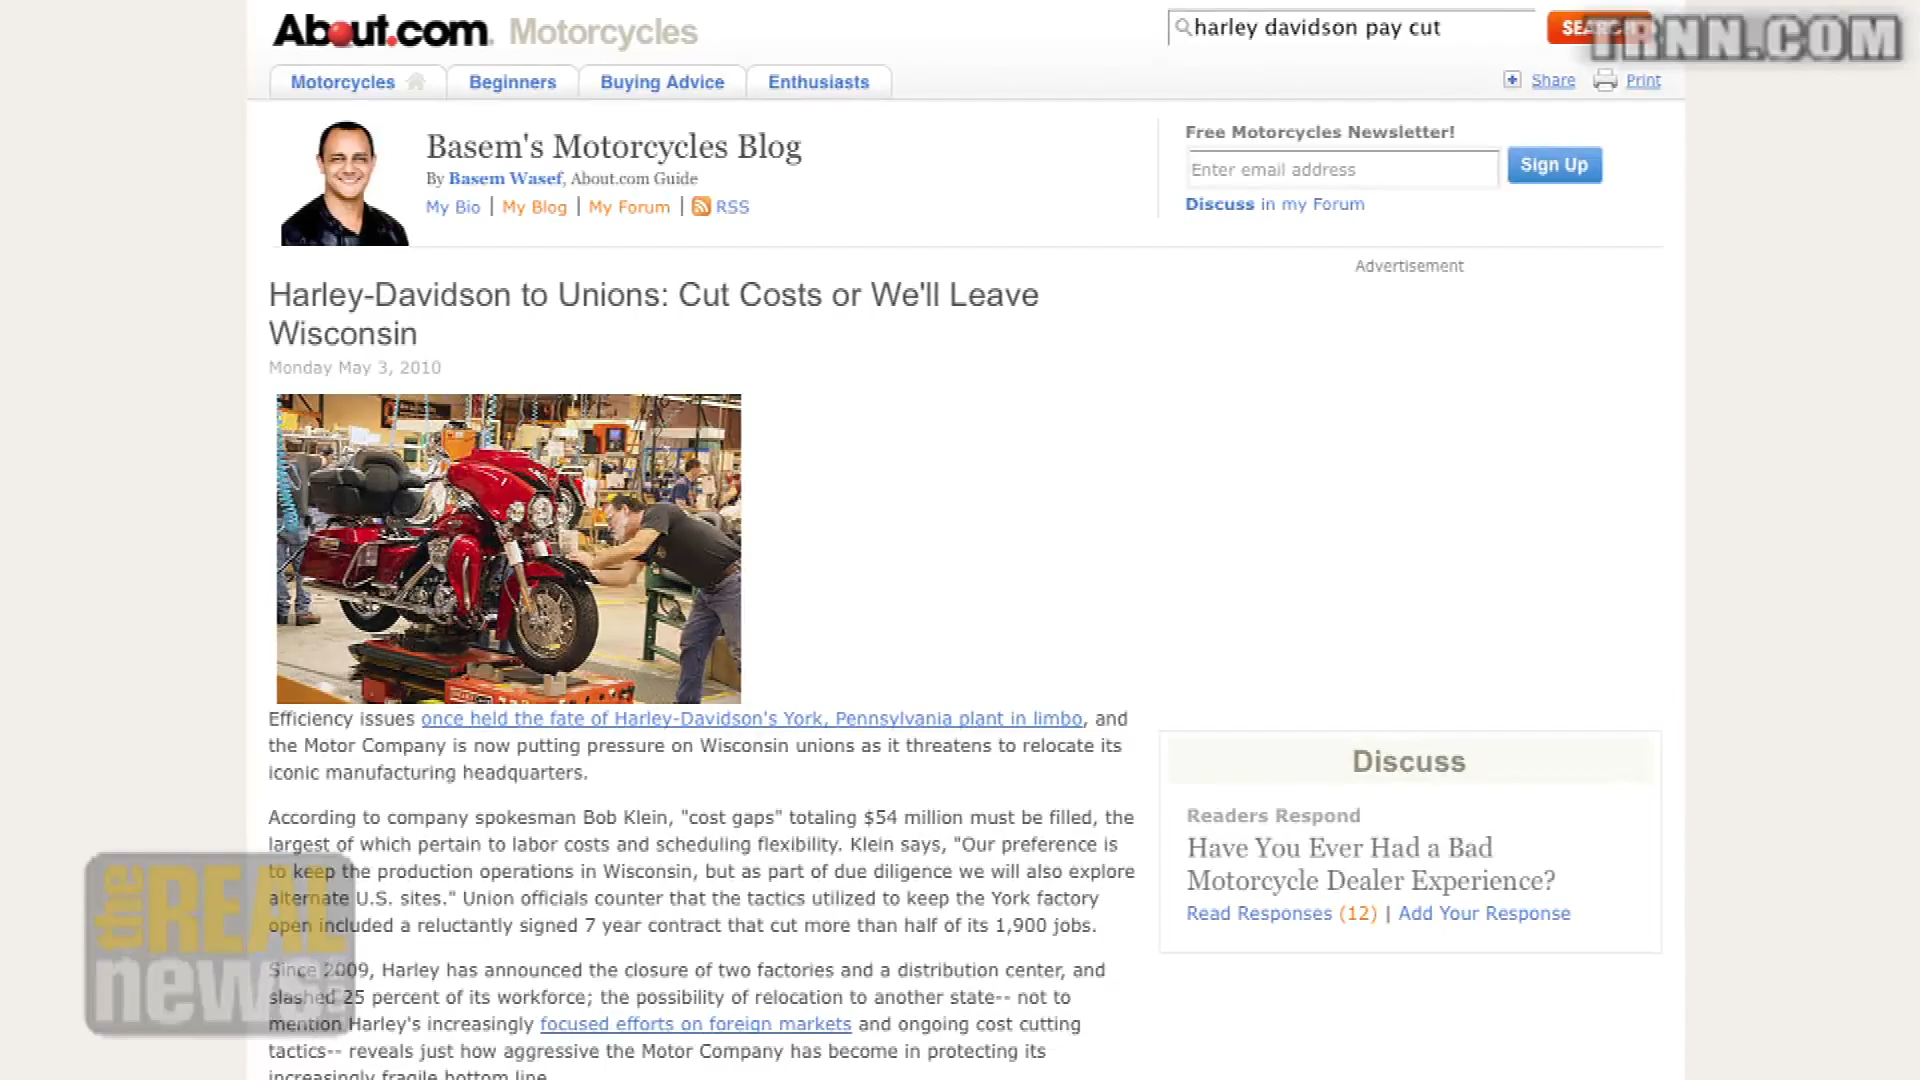 About.com Motorcycles
harley davidson pay cut
SEARCH
TRNN.COM
Motorcycles
Beginners
Buying Advice
Enthusiasts
Share
Print
Basem's Motorcycles Blog
By Basem Wasef, About.com Guide
My Bio | My Blog | My Forum | RSS
Free Motorcycles Newsletter!
Enter email address
Sign Up
Discuss in my Forum
Advertisement
Harley-Davidson to Unions: Cut Costs or We'll Leave
Wisconsin
Monday May 3, 2010
Efficiency issues once held the fate of Harley-Davidson's York, Pennsylvania plant in limbo, and
the Motor Company is now putting pressure on Wisconsin unions as it threatens to relocate its
iconic manufacturing headquarters.
According to company spokesman Bob Klein, "cost gaps" totaling $54 million must be filled, the
largest of which pertain to labor costs and scheduling flexibility. Klein says, "Our preference is
to keep the production operations in Wisconsin, but as part of due diligence we will also explore
alternate U.S. sites." Union officials counter that the tactics utilized to keep the York factory
open included a reluctantly signed 7 year contract that cut more than half of its 1,900 jobs.
Since 2009, Harley has announced the closure of two factories and a distribution center, and
slashed 25 percent of its workforce; the possibility of relocation to another state-- not to
mention Harley's increasingly focused efforts on foreign markets and ongoing cost cutting
tactics-- reveals just how aggressive the Motor Company has become in protecting its
increasingly fragile bottom line.
Discuss
Readers Respond
Have You Ever Had a Bad
Motorcycle Dealer Experience?
Read Responses (12) | Add Your Response
the REAL
news